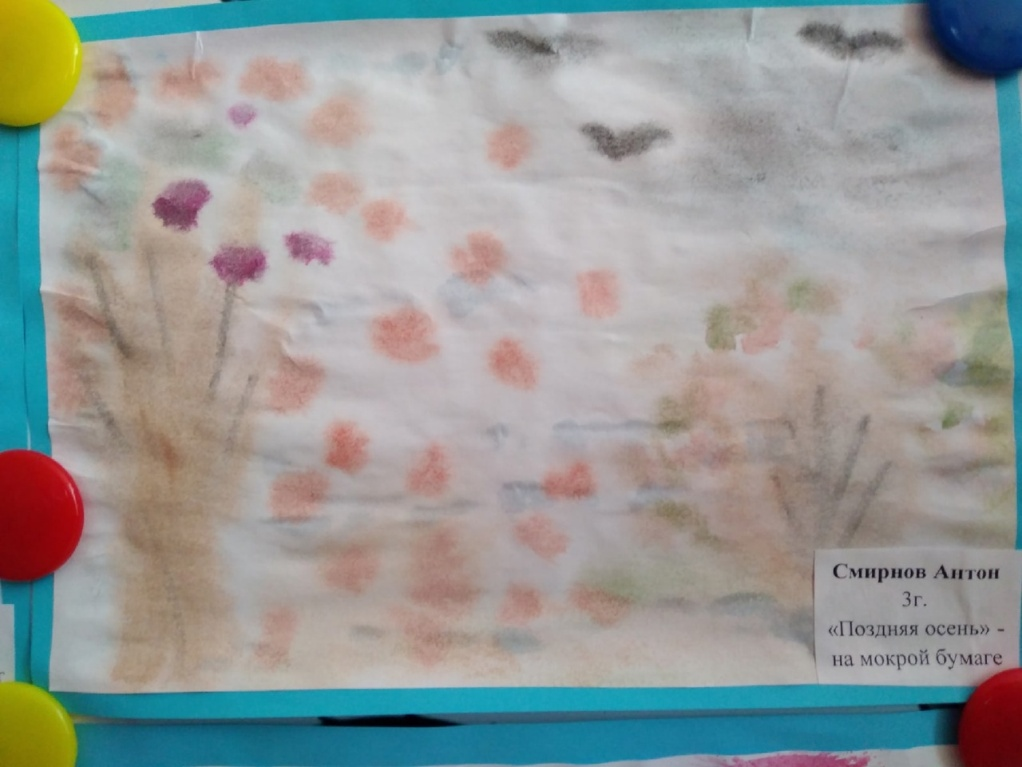 Смирнов Антон
3г.
«Поздняя осень» -
на мокрой бумаге